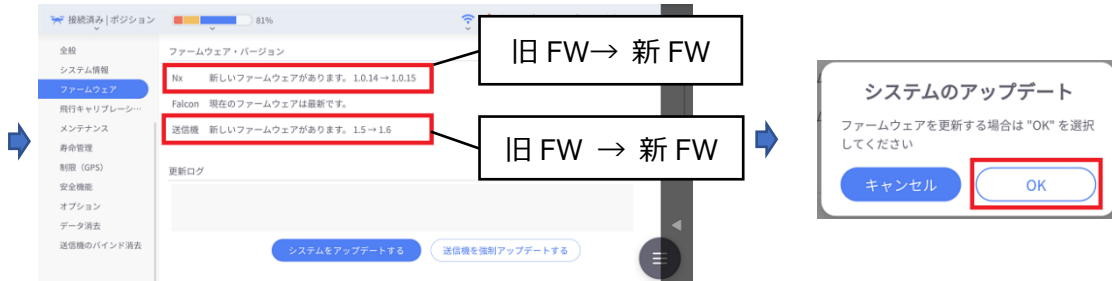 接続済み | ポジション 81%
全般
システム情報
ファームウェア
飛行キャリブレーシ…
メンテナンス
寿命管理
制限（GPS）
安全機能
オプション
データ消去
送信機のバインド消去
ファームウェア・バージョン
Nx 新しいファームウェアがあります。 1.0.14 → 1.0.15
Falcon 現在のファームウェアは最新です。
送信機 新しいファームウェアがあります。 1.5 → 1.6
更新ログ
システムをアップデートする 送信機を強制アップデートする
旧 FW→ 新 FW
旧 FW → 新 FW
システムのアップデート
ファームウェアを更新する場合は "OK" を選択
してください
キャンセル OK